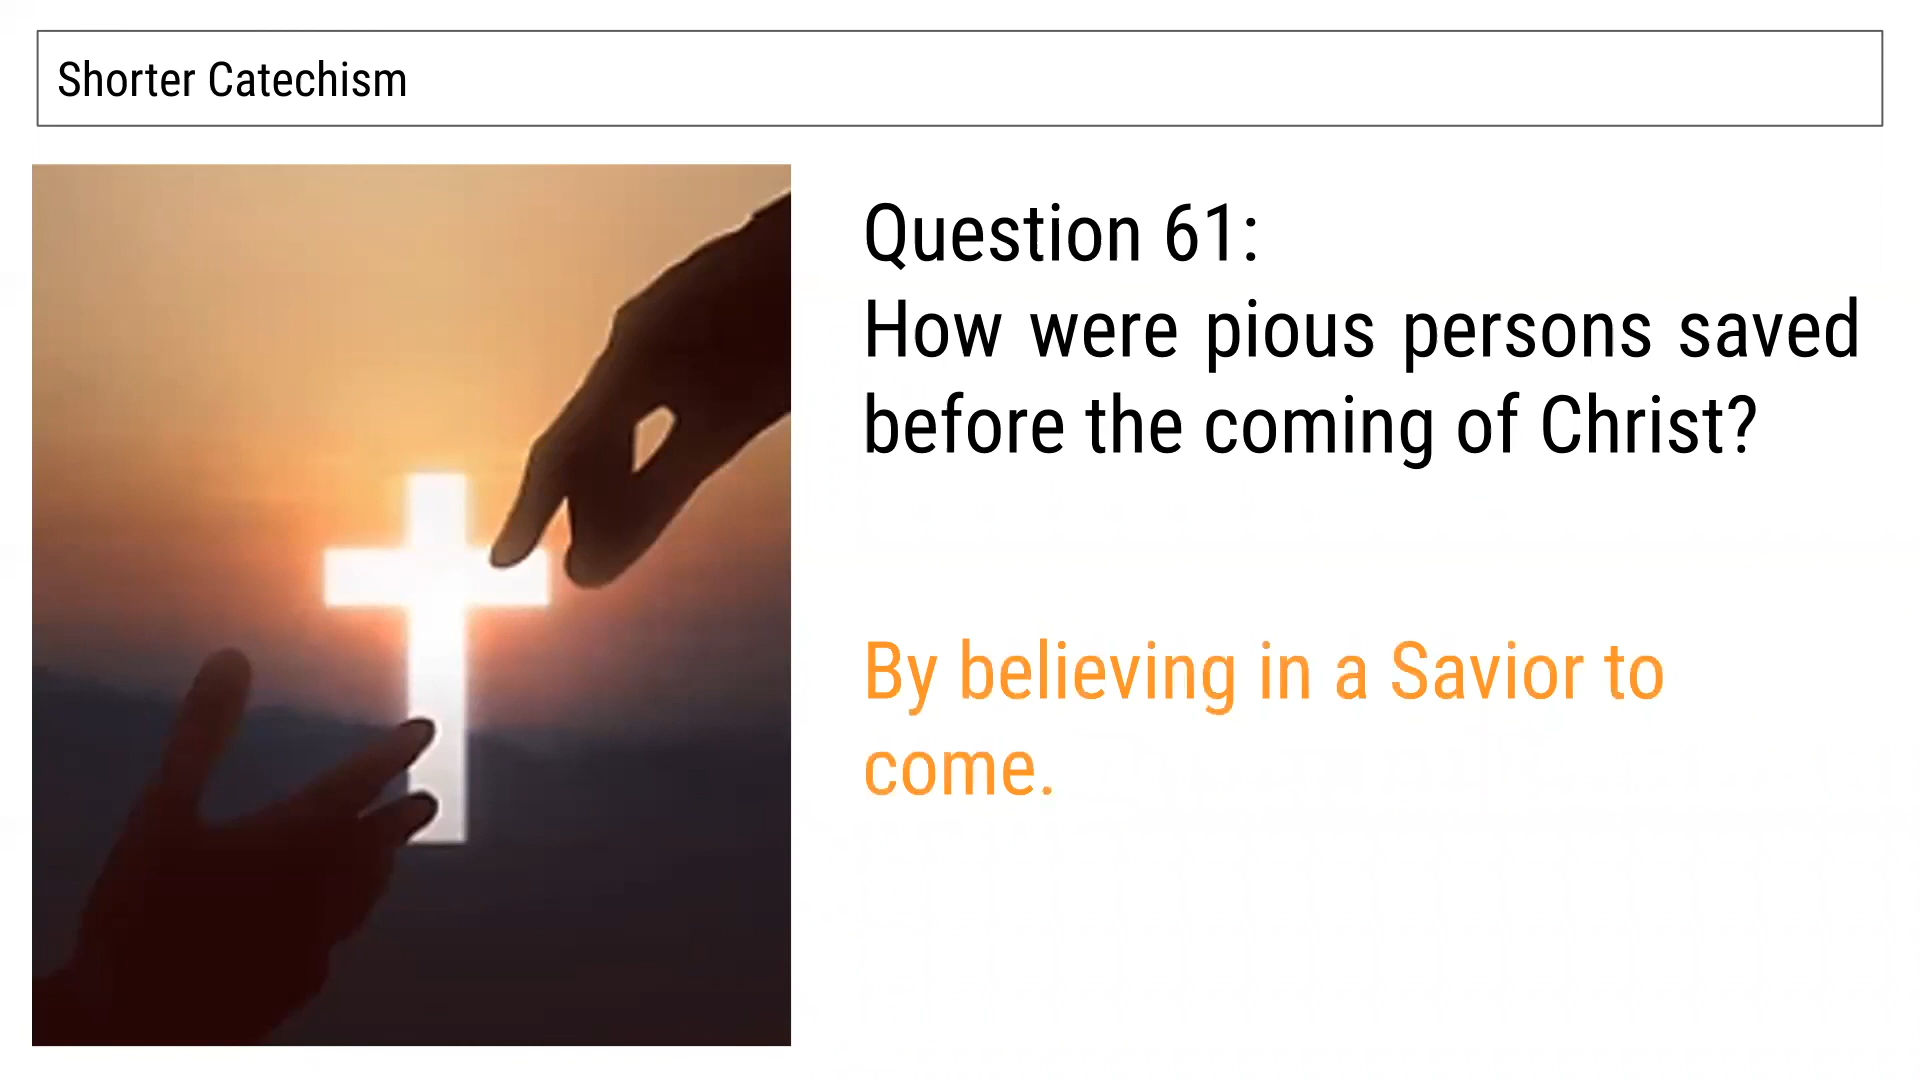 Shorter Catechism
Question 61:
How were pious persons saved
before the coming of Christ?
By believing in a Savior to
come.